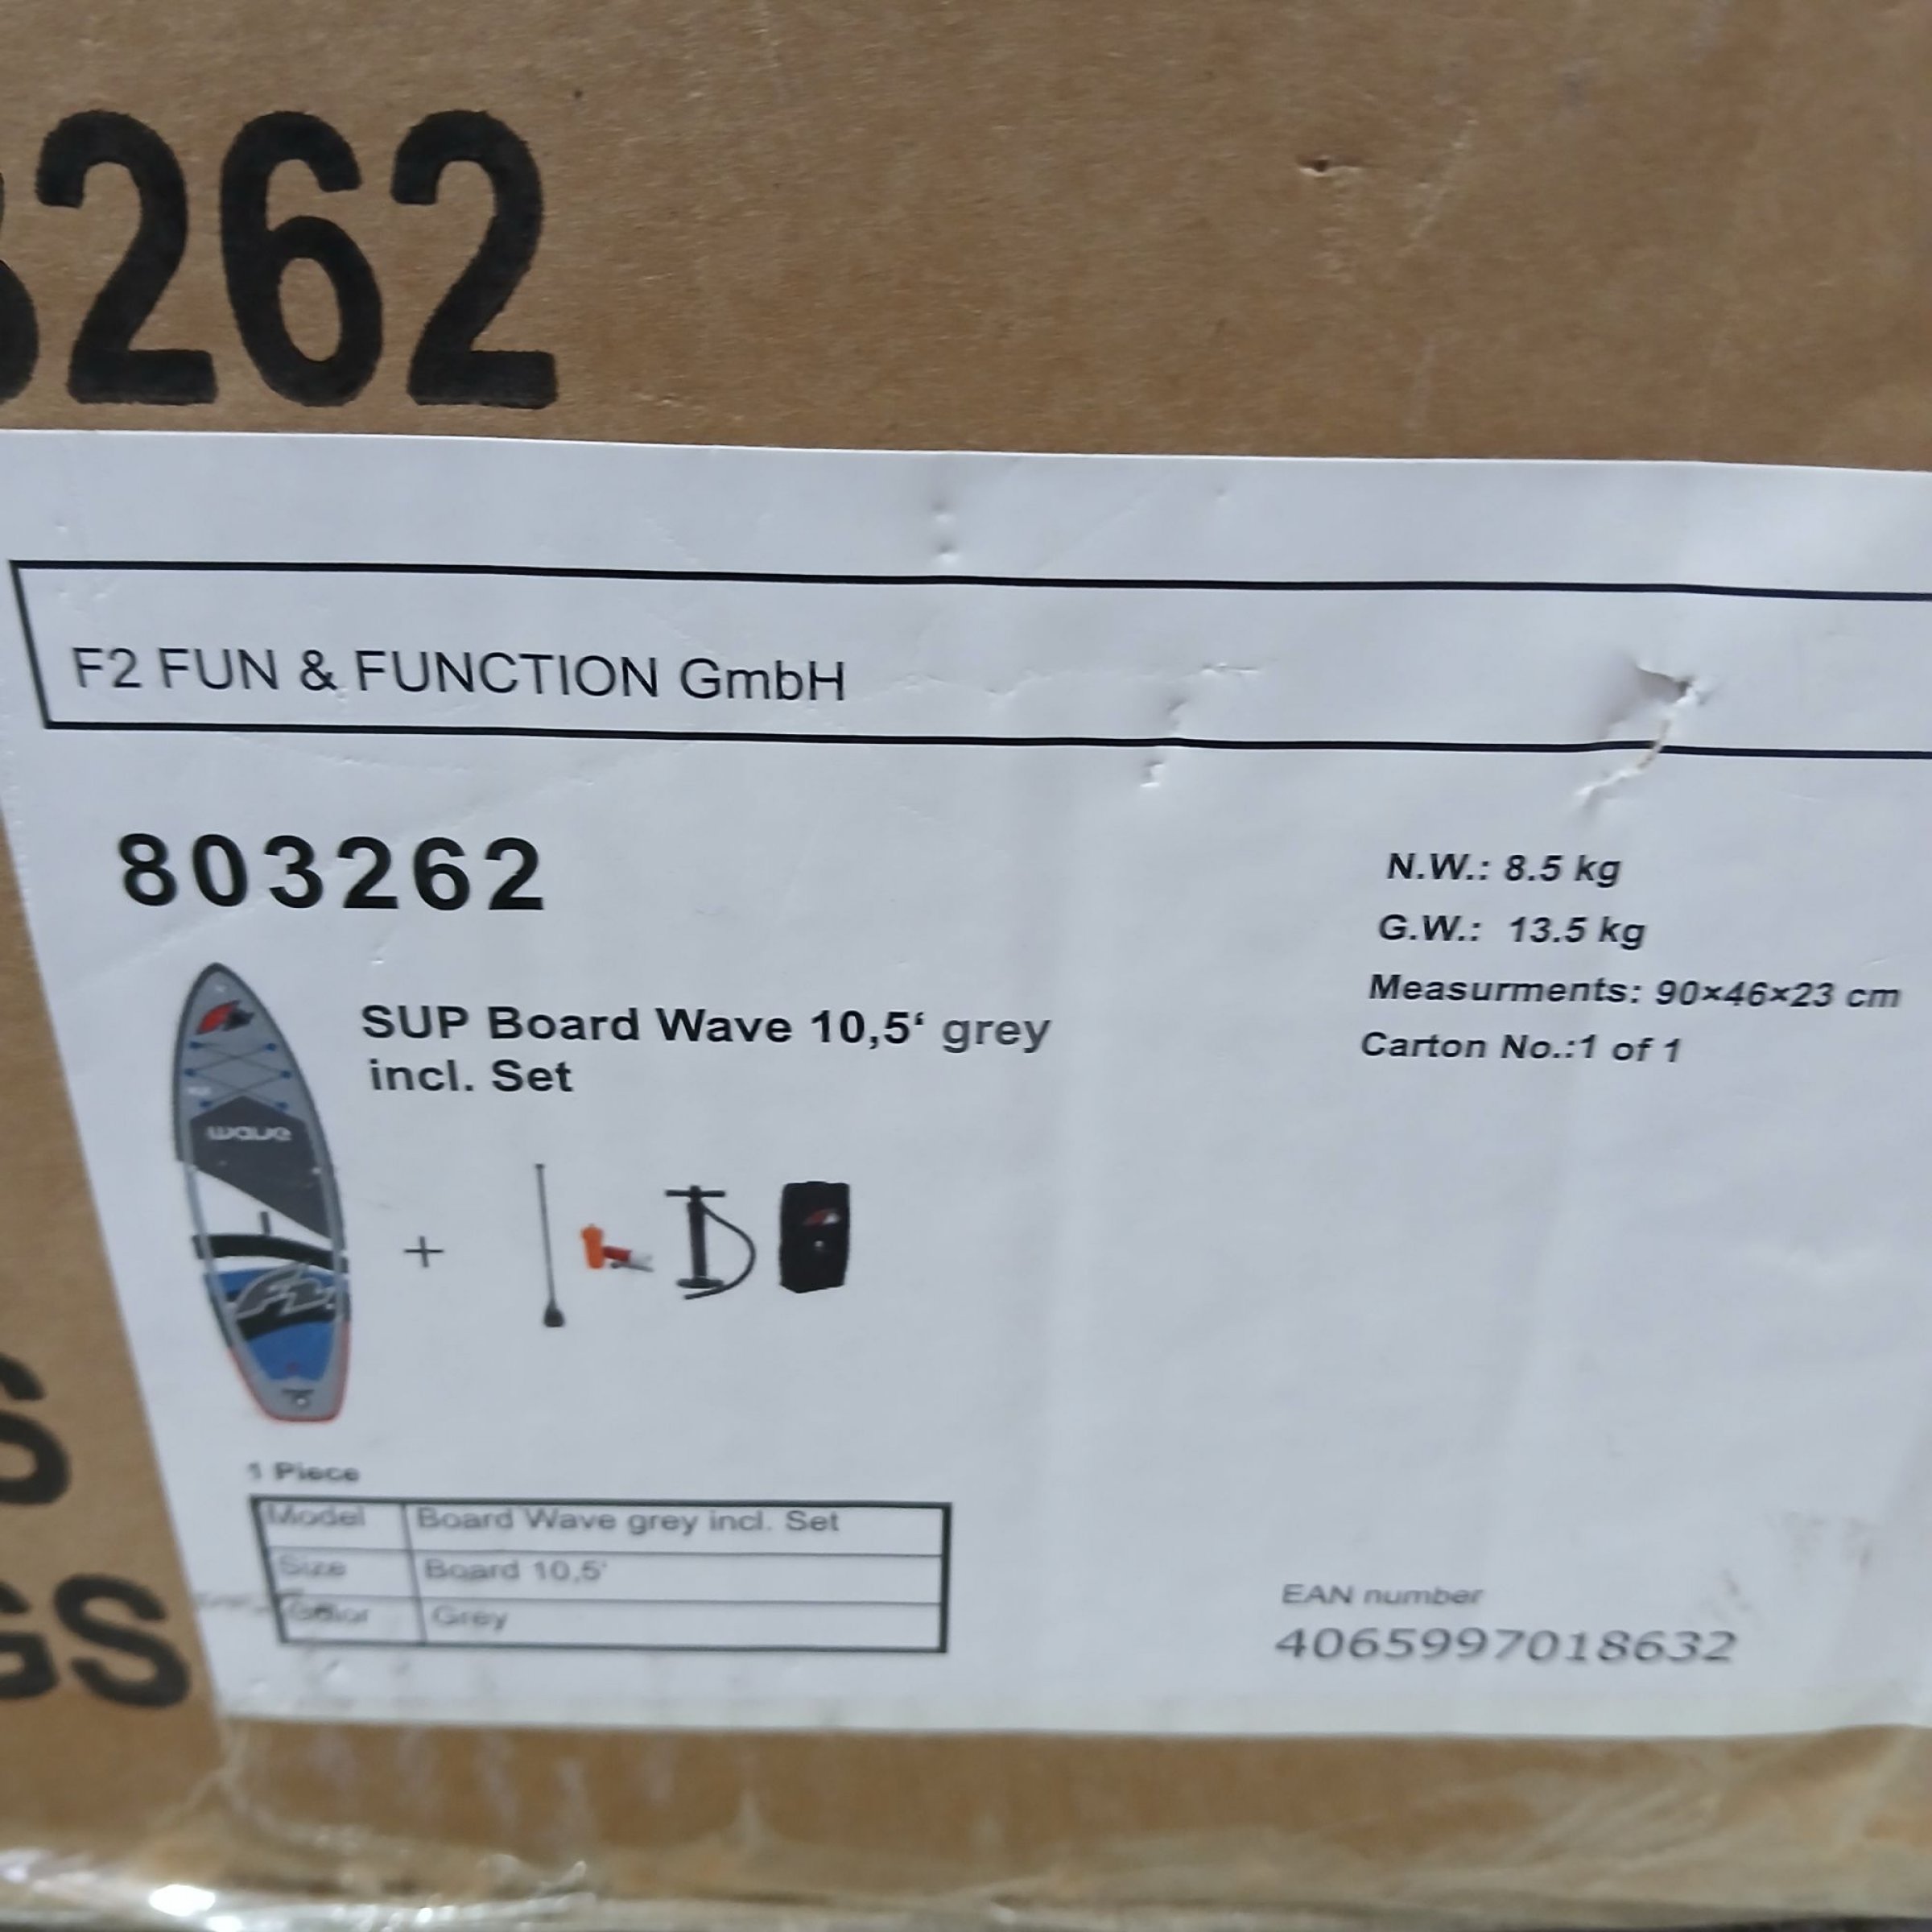 3262
F2 FUN & FUNCTION GmbH
803262
N.W.: 8.5 kg
G.W.: 13.5 kg
Measurments: 90×46×23 cm
Carton No.:1 of 1
SUP Board Wave 10,5‘ grey
incl. Set
wave
+
F2
1 Piece
Model Board Wave grey incl. Set
Size Board 10,5'
Color Grey
EAN number
4065997018632
S
GS